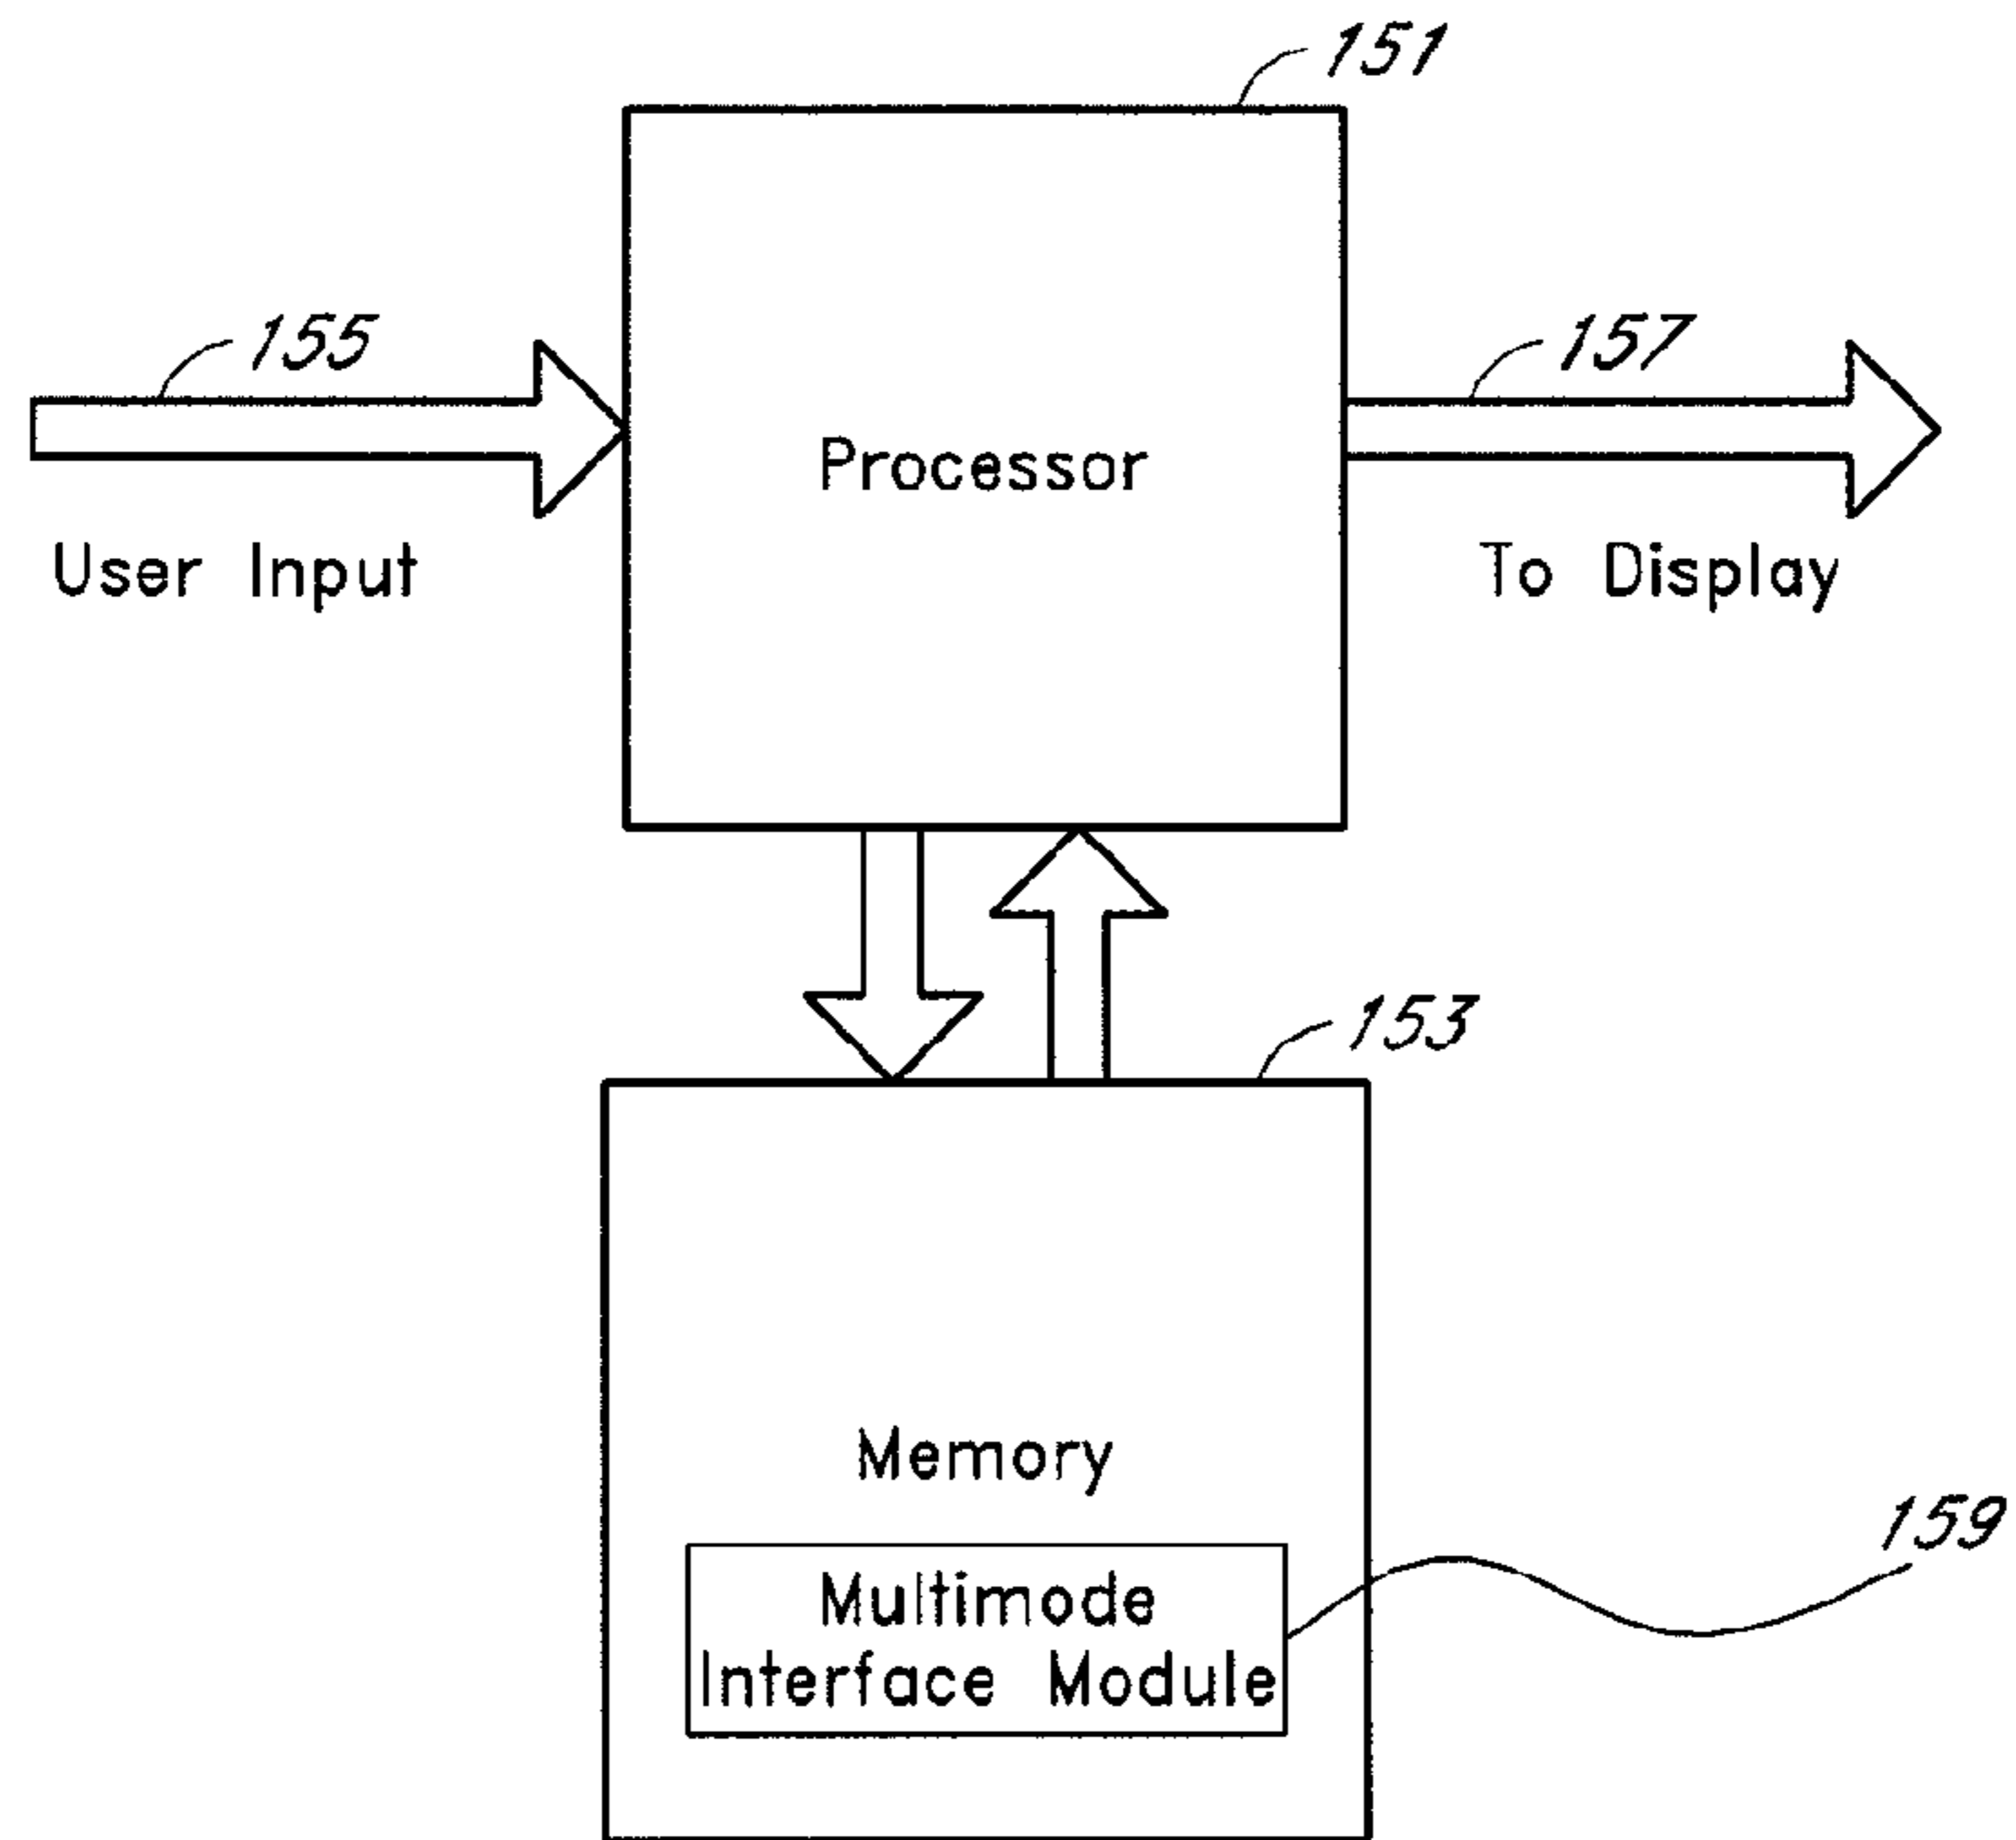 151
155
157
Processor
User Input
To Display
153
Memory
159
Multimode
Interface Module